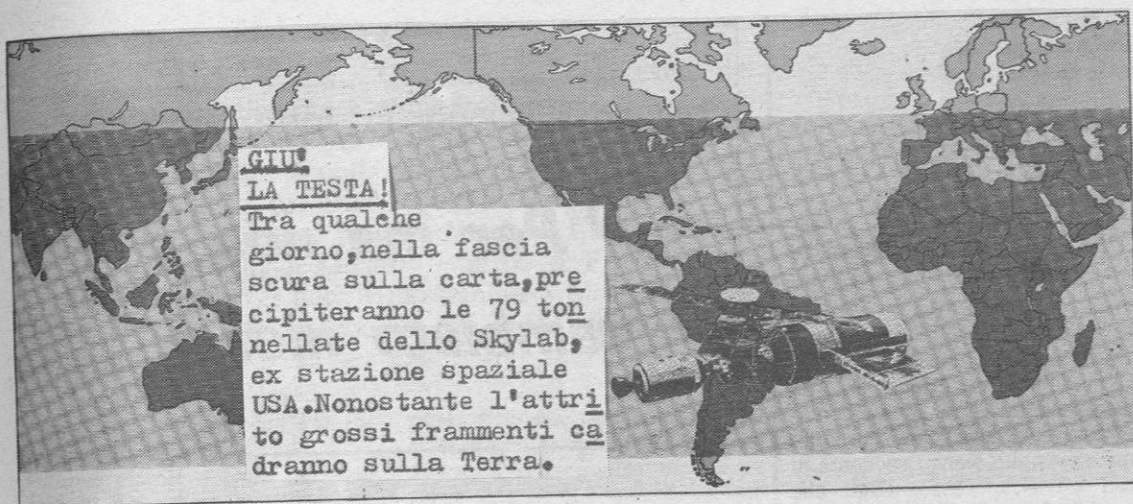 GIU'
LA TESTA!
Tra qualche
giorno,nella fascia
scura sulla carta,pre
cipiteranno le 79 ton
nellate dello Skylab,
ex stazione spaziale
USA.Nonostante l'attri
to grossi frammenti ca
dranno sulla Terra.